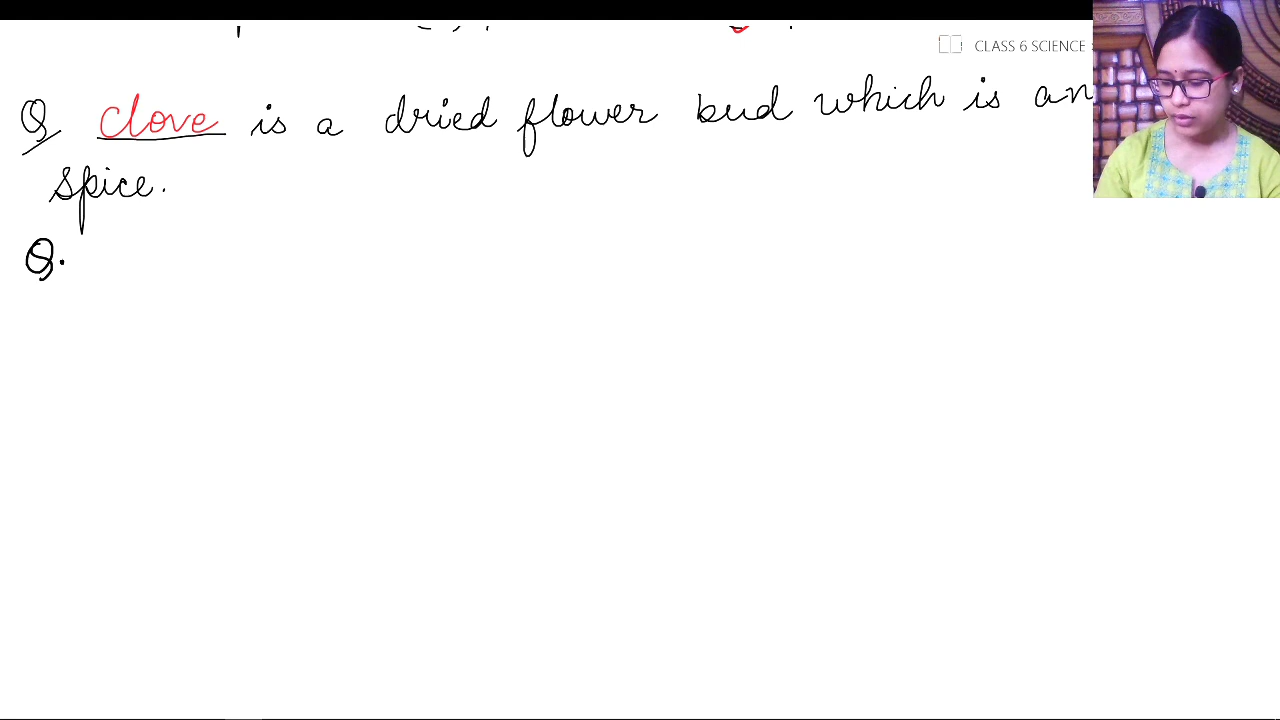 CLASS 6 SCIENCE
Q clove is a dried flower bud which is an
spice.
Q.